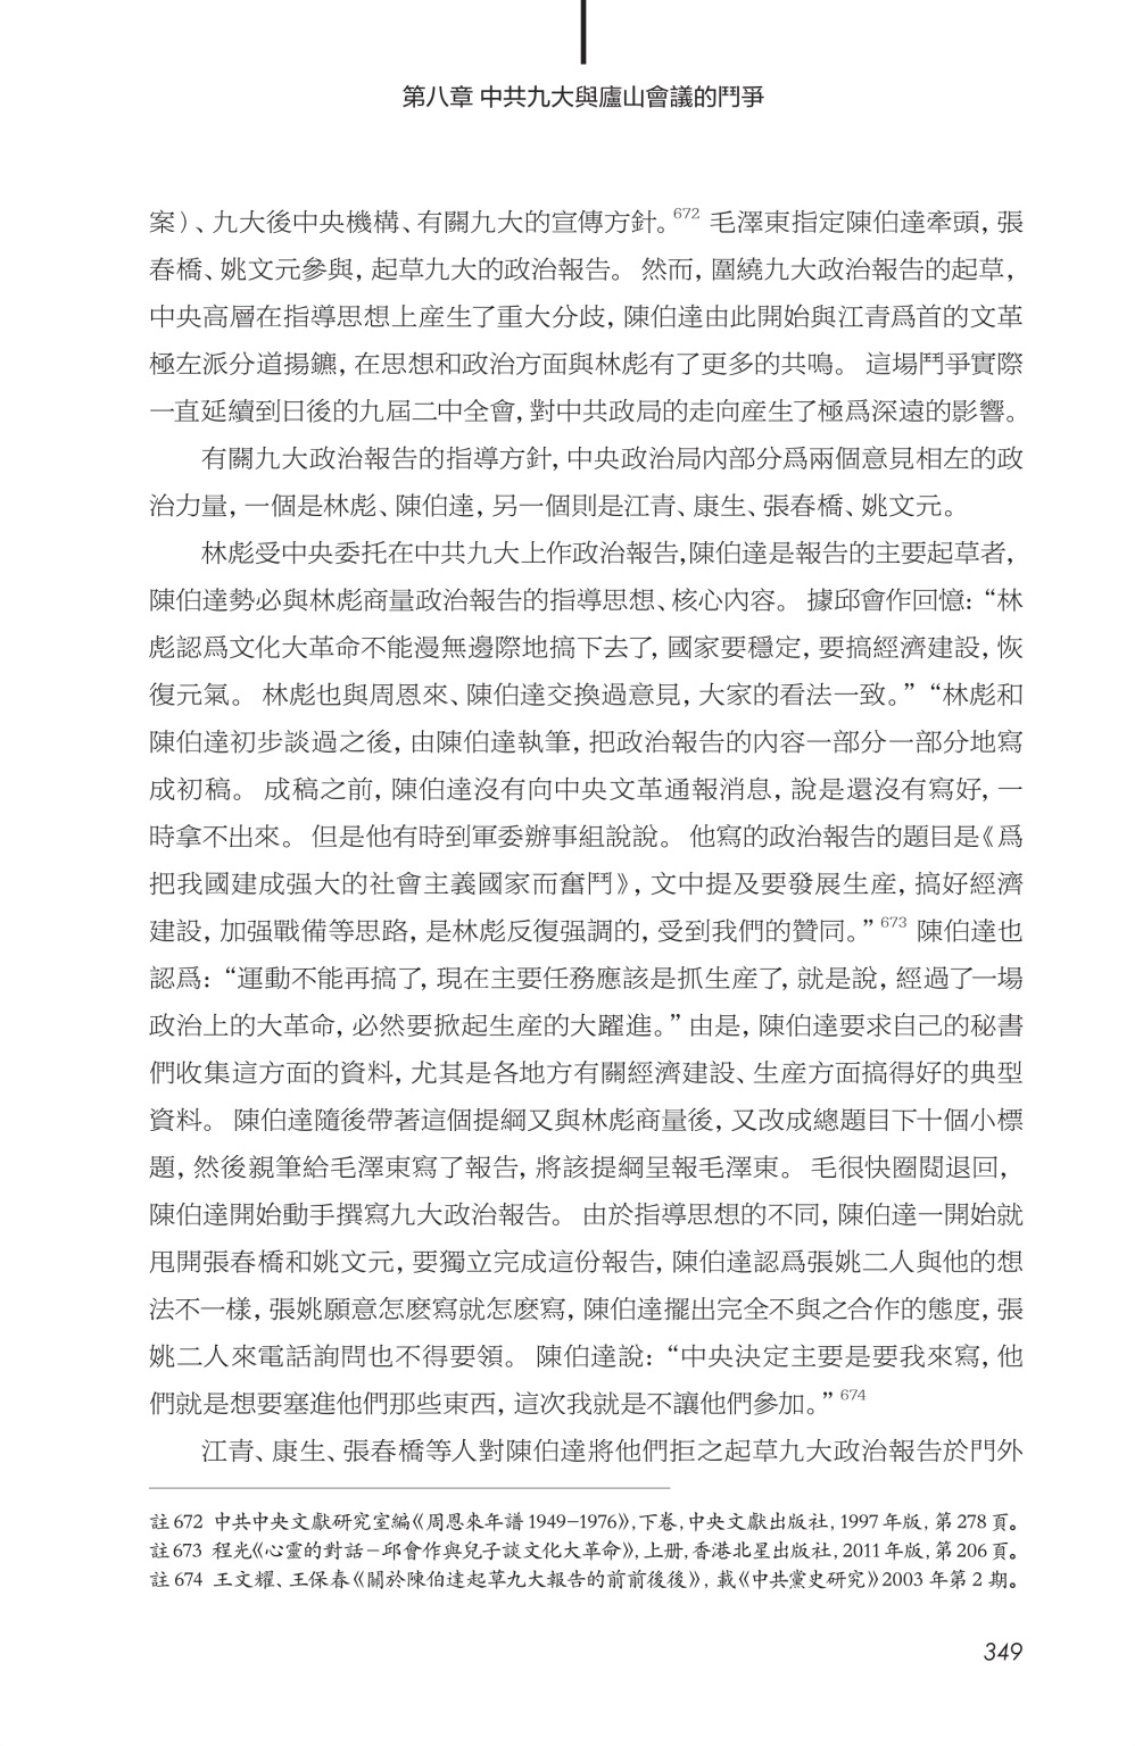 第八章 中共九大與廬山會議的鬥爭
案）、九大後中央機構、有關九大的宣傳方針。672 毛澤東指定陳伯達牽頭，張
春橋、姚文元參與，起草九大的政治報告。 然而，圍繞九大政治報告的起草，
中央高層在指導思想上産生了重大分歧，陳伯達由此開始與江青爲首的文革
極左派分道揚鑣，在思想和政治方面與林彪有了更多的共鳴。 這場鬥爭實際
一直延續到日後的九屆二中全會，對中共政局的走向産生了極爲深遠的影響。
有關九大政治報告的指導方針，中央政治局內部分爲兩個意見相左的政
治力量，一個是林彪、陳伯達，另一個則是江青、康生、張春橋、姚文元。
林彪受中央委托在中共九大上作政治報告，陳伯達是報告的主要起草者，
陳伯達勢必與林彪商量政治報告的指導思想、核心內容。 據邱會作回憶：“林
彪認爲文化大革命不能漫無邊際地搞下去了，國家要穩定，要搞經濟建設，恢
復元氣。 林彪也與周恩來、陳伯達交換過意見，大家的看法一致。”“林彪和
陳伯達初步談過之後，由陳伯達執筆，把政治報告的內容一部分一部分地寫
成初稿。 成稿之前，陳伯達沒有向中央文革通報消息，說是還沒有寫好，一
時拿不出來。 但是他有時到軍委辦事組說說。 他寫的政治報告的題目是《爲
把我國建成强大的社會主義國家而奮鬥》，文中提及要發展生産，搞好經濟
建設，加强戰備等思路，是林彪反復强調的，受到我們的贊同。”673 陳伯達也
認爲：“運動不能再搞了，現在主要任務應該是抓生産了，就是說，經過了一場
政治上的大革命，必然要掀起生産的大躍進。”由是，陳伯達要求自己的秘書
們收集這方面的資料，尤其是各地方有關經濟建設、生産方面搞得好的典型
資料。 陳伯達隨後帶著這個提綱又與林彪商量後，又改成總題目下十個小標
題，然後親筆給毛澤東寫了報告，將該提綱呈報毛澤東。 毛很快圈閱退回，
陳伯達開始動手撰寫九大政治報告。 由於指導思想的不同，陳伯達一開始就
甩開張春橋和姚文元，要獨立完成這份報告，陳伯達認爲張姚二人與他的想
法不一樣，張姚願意怎麽寫就怎麽寫，陳伯達擺出完全不與之合作的態度，張
姚二人來電話詢問也不得要領。 陳伯達說：“中央決定主要是要我來寫，他
們就是想要塞進他們那些東西，這次我就是不讓他們參加。”674
江青、康生、張春橋等人對陳伯達將他們拒之起草九大政治報告於門外
註 672 中共中央文獻研究室編《周恩來年譜 1949–1976》，下卷，中央文獻出版社，1997 年版，第 278 頁。
註 673 程光《心靈的對話－邱會作與兒子談文化大革命》，上册，香港北星出版社，2011 年版，第 206 頁。
註 674 王文耀、王保春《關於陳伯達起草九大報告的前前後後》，載《中共黨史研究》2003 年第 2 期。
349